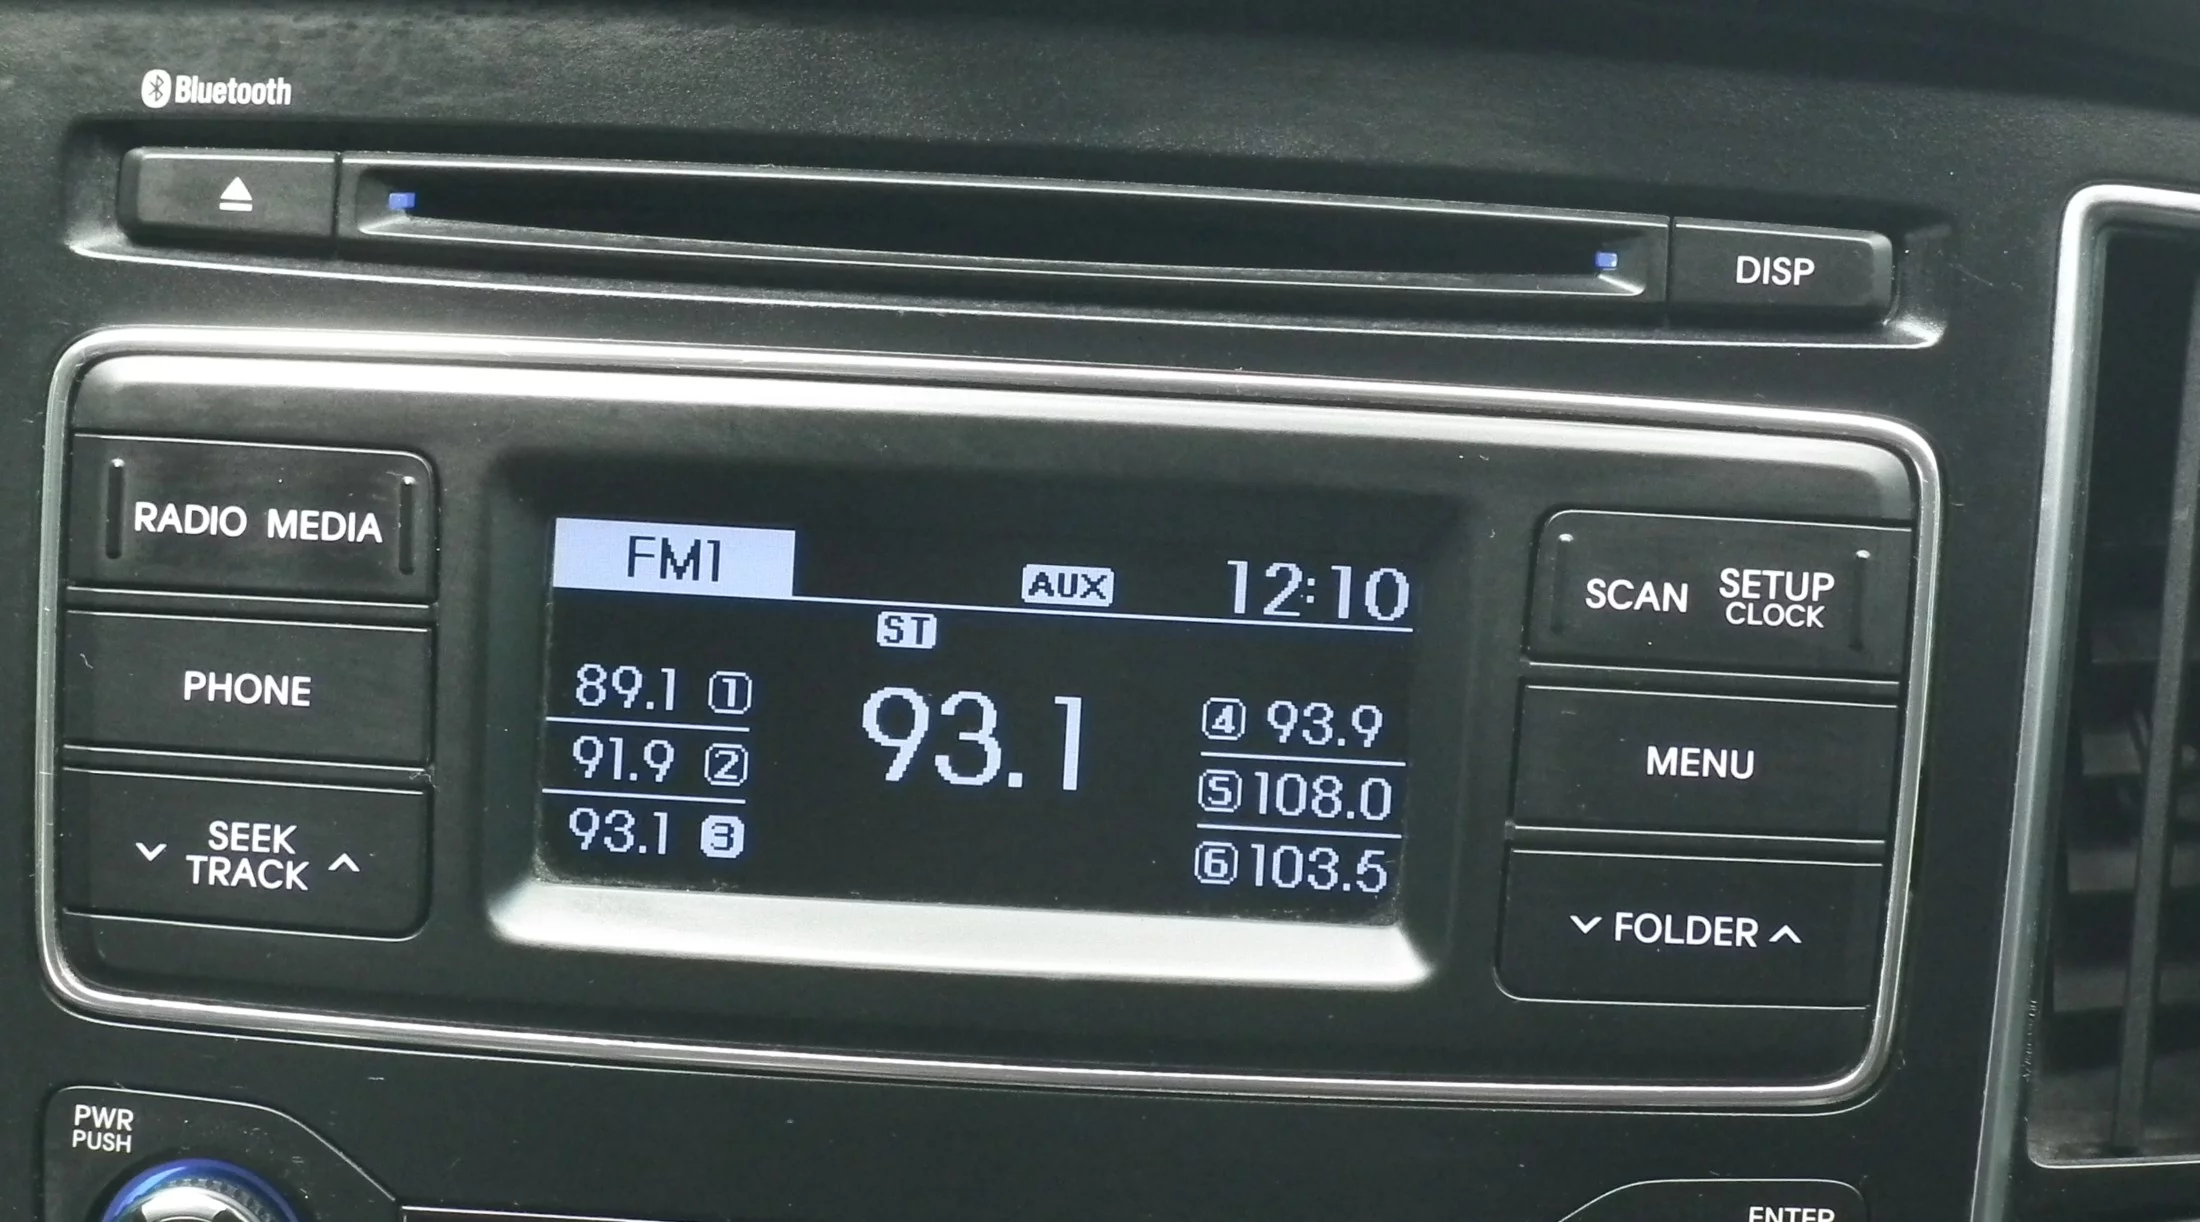 Bluetooth
DISP
RADIO MEDIA
PHONE
SEEK
TRACK
FM1
AUX
12:10
ST
89.1 1
91.9 2
93.1 3
93.1
4 93.9
5 108.0
6 103.5
SCAN
SETUP
CLOCK
MENU
FOLDER
PWR
PUSH
ENTER